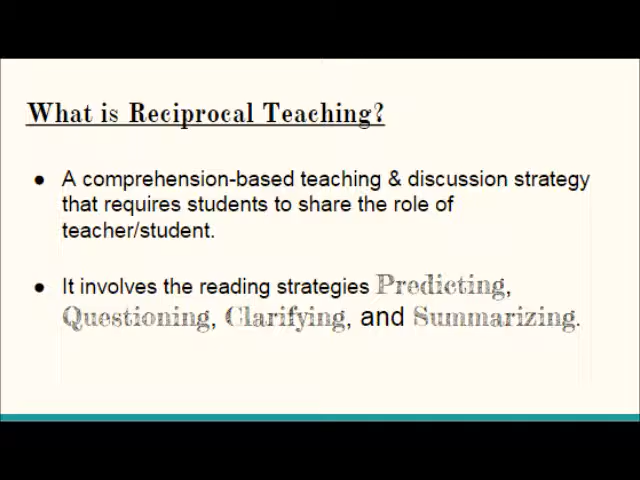 What is Reciprocal Teaching?
● A comprehension-based teaching & discussion strategy
that requires students to share the role of
teacher/student.
● It involves the reading strategies Predicting,
Questioning, Clarifying, and Summarizing.